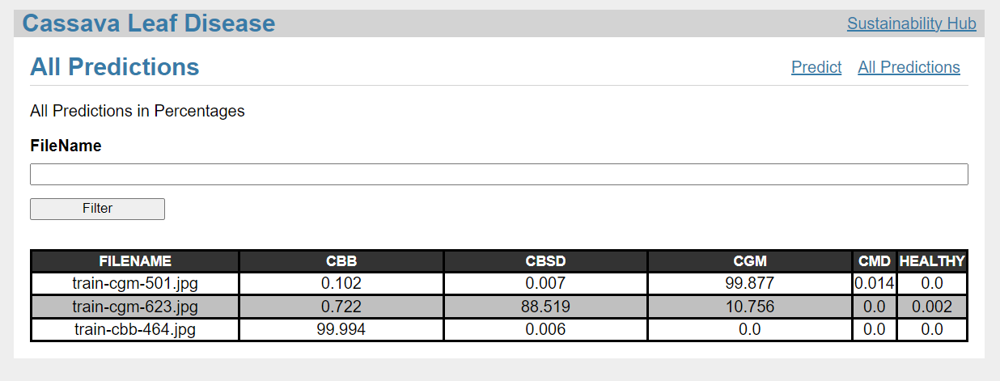 Cassava Leaf Disease Sustainability Hub
All Predictions Predict All Predictions
All Predictions in Percentages
FileName
Filter
FILENAME CBB CBSD CGM CMD HEALTHY
train-cgm-501.jpg 0.102 0.007 99.877 0.014 0.0
train-cgm-623.jpg 0.722 88.519 10.756 0.0 0.002
train-cbb-464.jpg 99.994 0.006 0.0 0.0 0.0